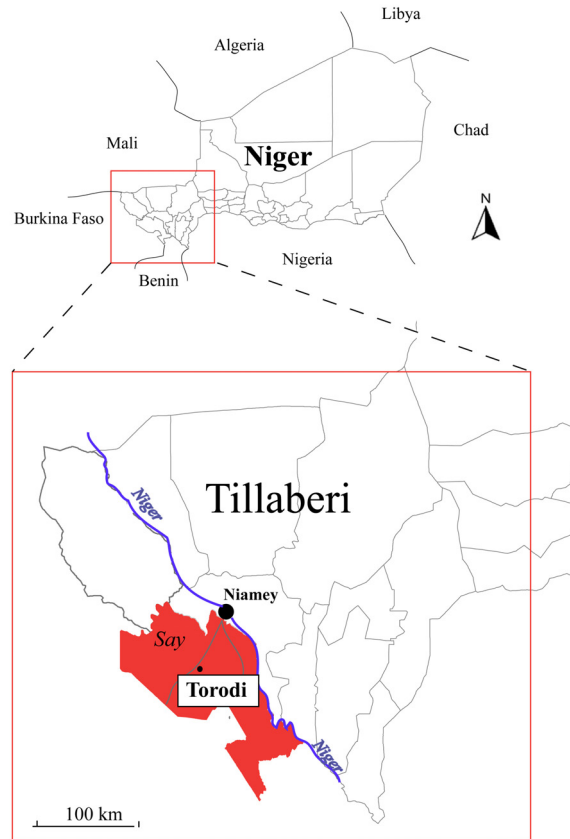 Libya
Algeria
Chad
Mali
Niger
N
Burkina Faso
Nigeria
Benin
Niger
Tillaberi
Niamey
Say
Torodi
Niger
100 km